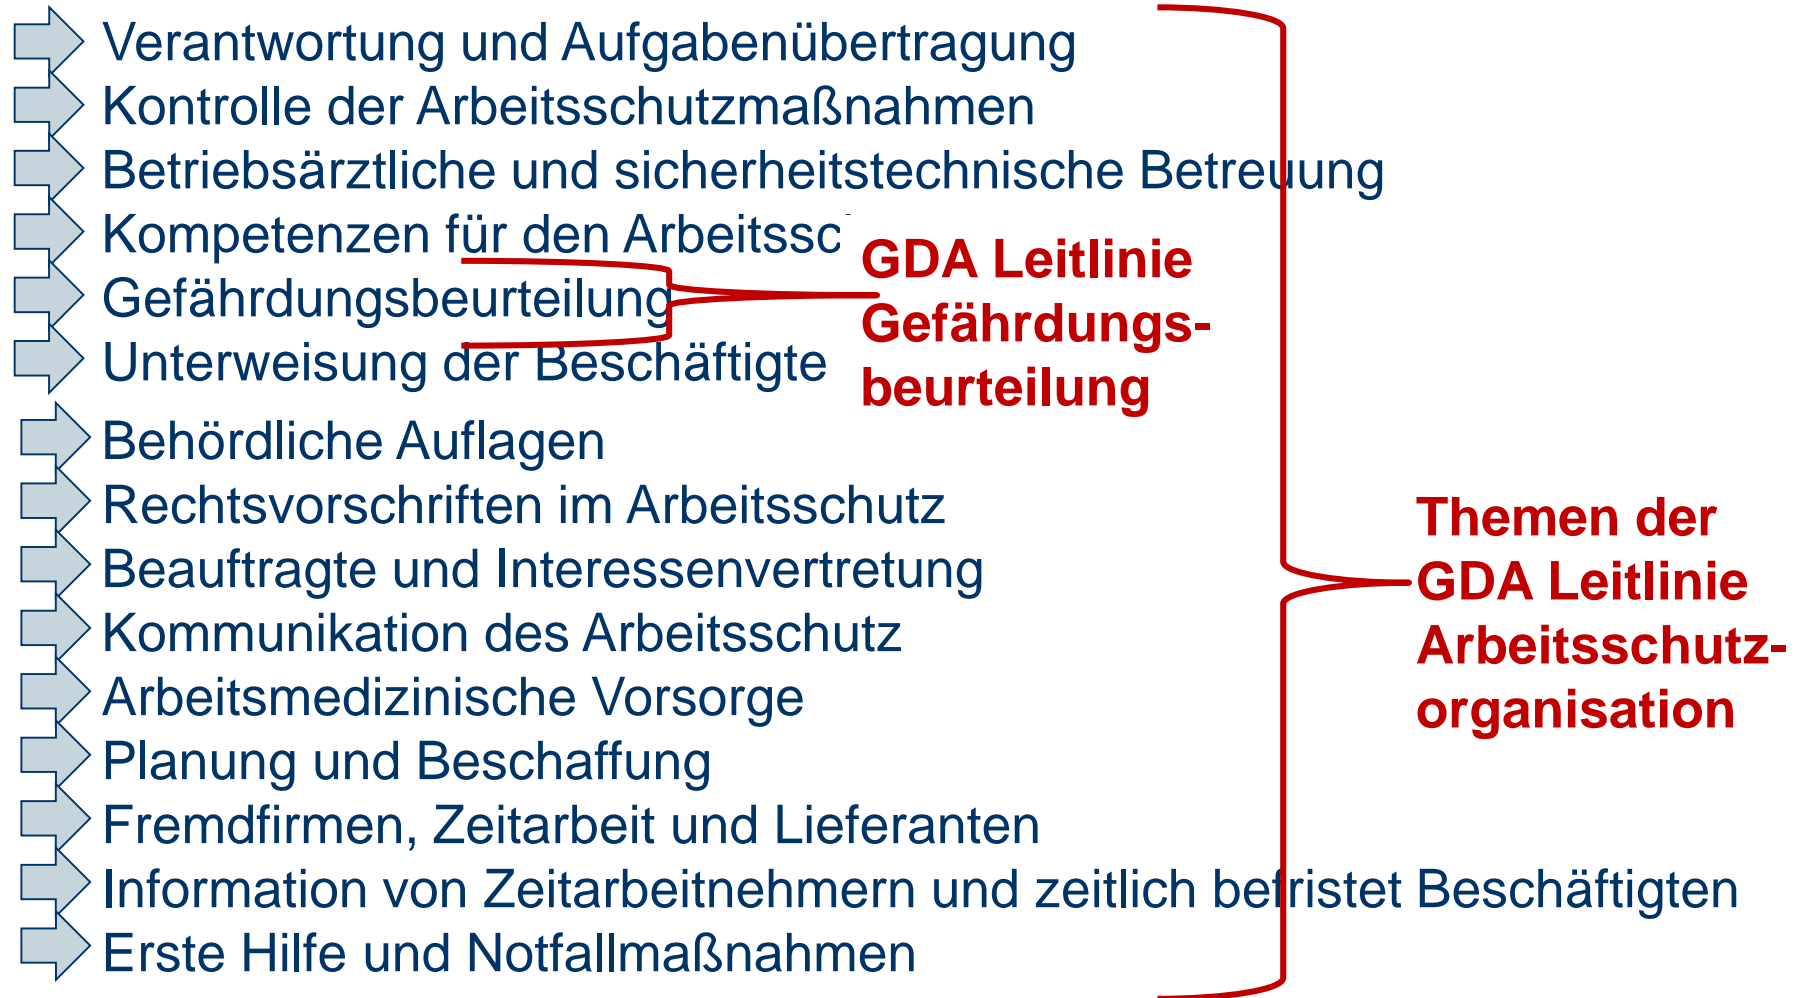 Verantwortung und Aufgabenübertragung
Kontrolle der Arbeitsschutzmaßnahmen
Betriebsärztliche und sicherheitstechnische Betreuung
Kompetenzen für den Arbeitssc
Gefährdungsbeurteilung
Unterweisung der Beschäftigte
GDA Leitlinie
Gefährdungs-
beurteilung
Behördliche Auflagen
Rechtsvorschriften im Arbeitsschutz
Beauftragte und Interessenvertretung
Kommunikation des Arbeitsschutz
Arbeitsmedizinische Vorsorge
Planung und Beschaffung
Fremdfirmen, Zeitarbeit und Lieferanten
Information von Zeitarbeitnehmern und zeitlich befristet Beschäftigten
Erste Hilfe und Notfallmaßnahmen
Themen der
GDA Leitlinie
Arbeitsschutz-
organisation